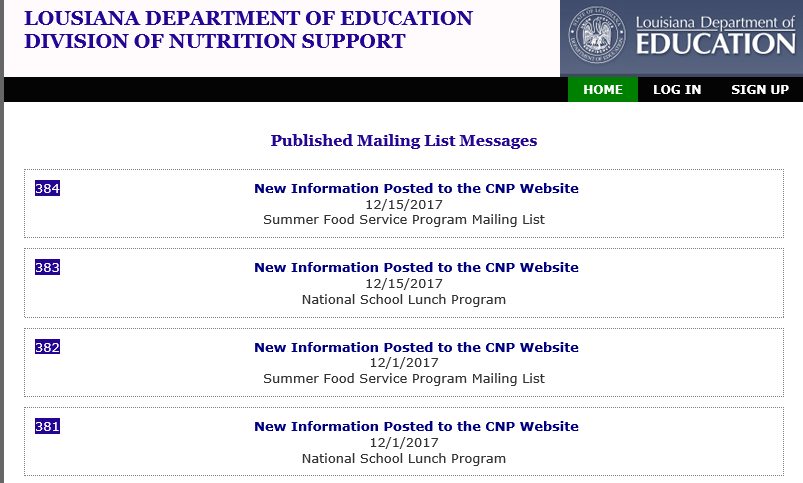 LOUSIANA DEPARTMENT OF EDUCATION
DIVISION OF NUTRITION SUPPORT
Louisiana Department of
EDUCATION
HOME LOG IN SIGN UP
Published Mailing List Messages
384 New Information Posted to the CNP Website
12/15/2017
Summer Food Service Program Mailing List
383 New Information Posted to the CNP Website
12/15/2017
National School Lunch Program
382 New Information Posted to the CNP Website
12/1/2017
Summer Food Service Program Mailing List
381 New Information Posted to the CNP Website
12/1/2017
National School Lunch Program